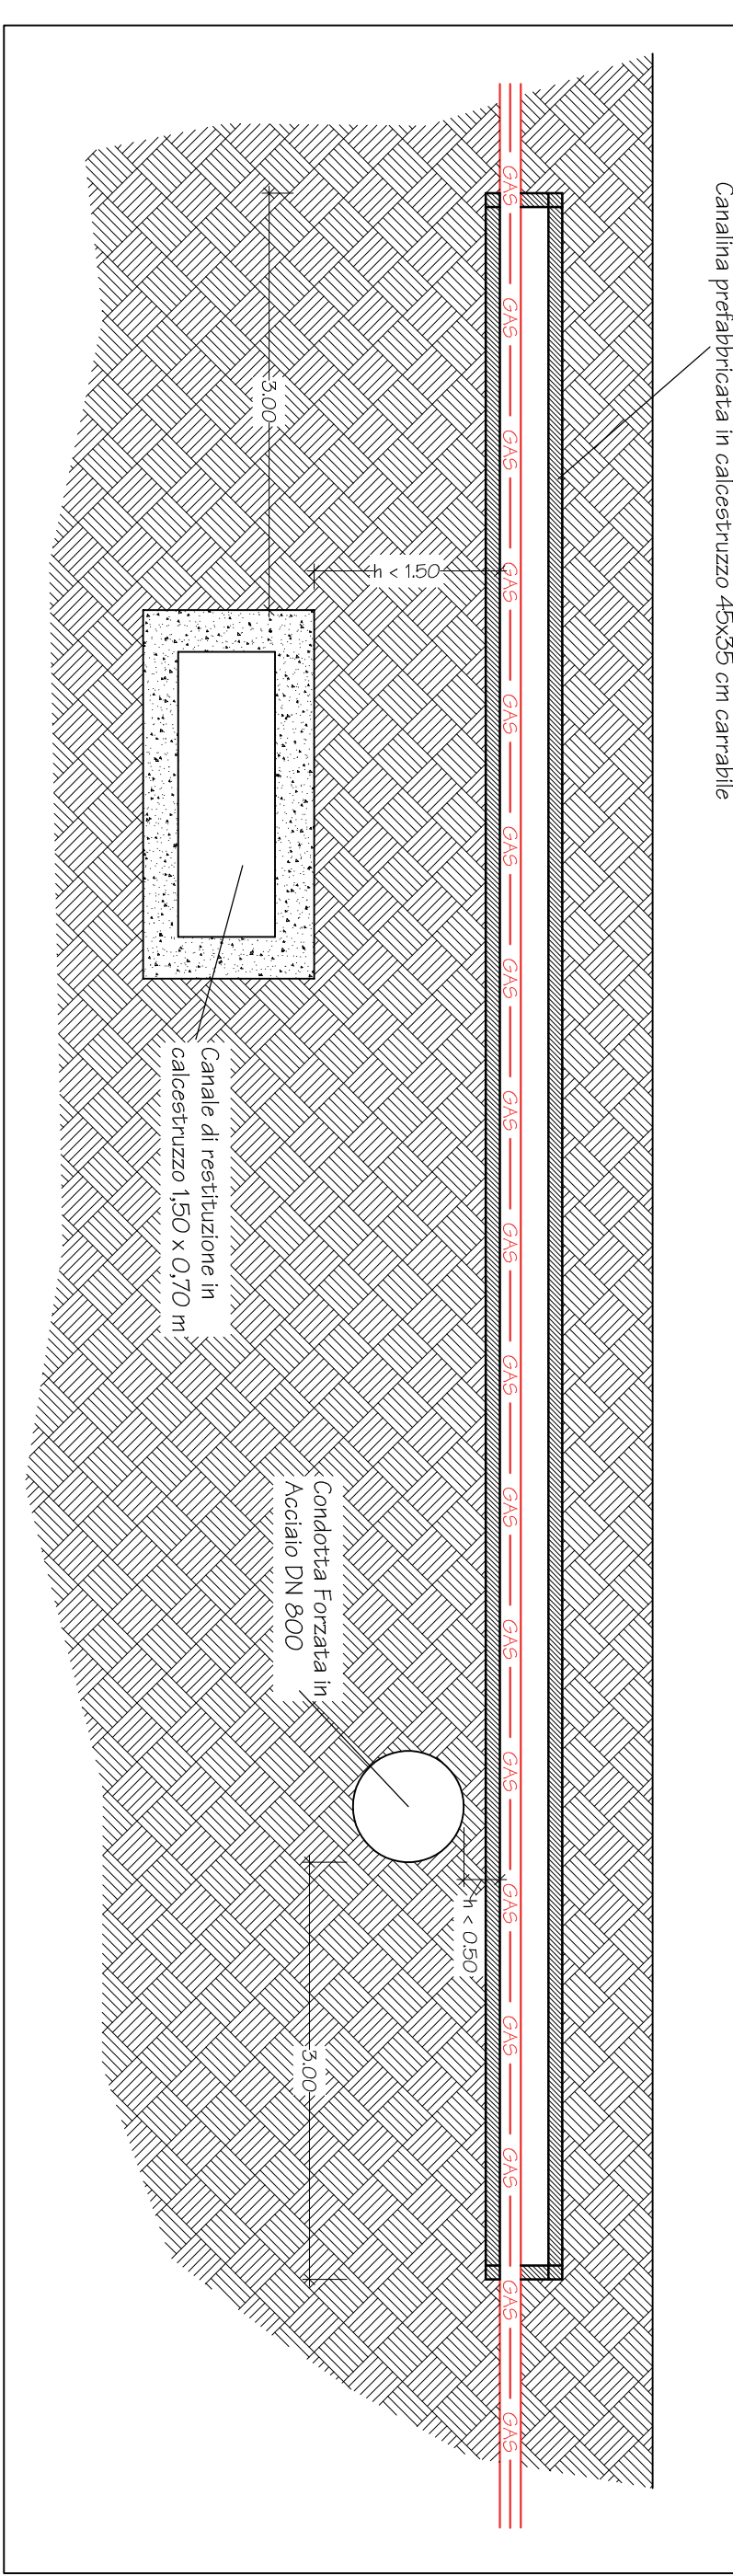 Canalina prefabbricata in calcestruzzo 45x35 cm carrabile
GAS GAS GAS GAS GAS GAS GAS GAS GAS GAS GAS GAS GAS GAS GAS GAS GAS GAS
h < 0.50
h < 1.50
3.00
Condotta Forzata in
Acciaio DN 800
3.00
Canale di restituzione in
calcestruzzo 1,50 x 0,70 m